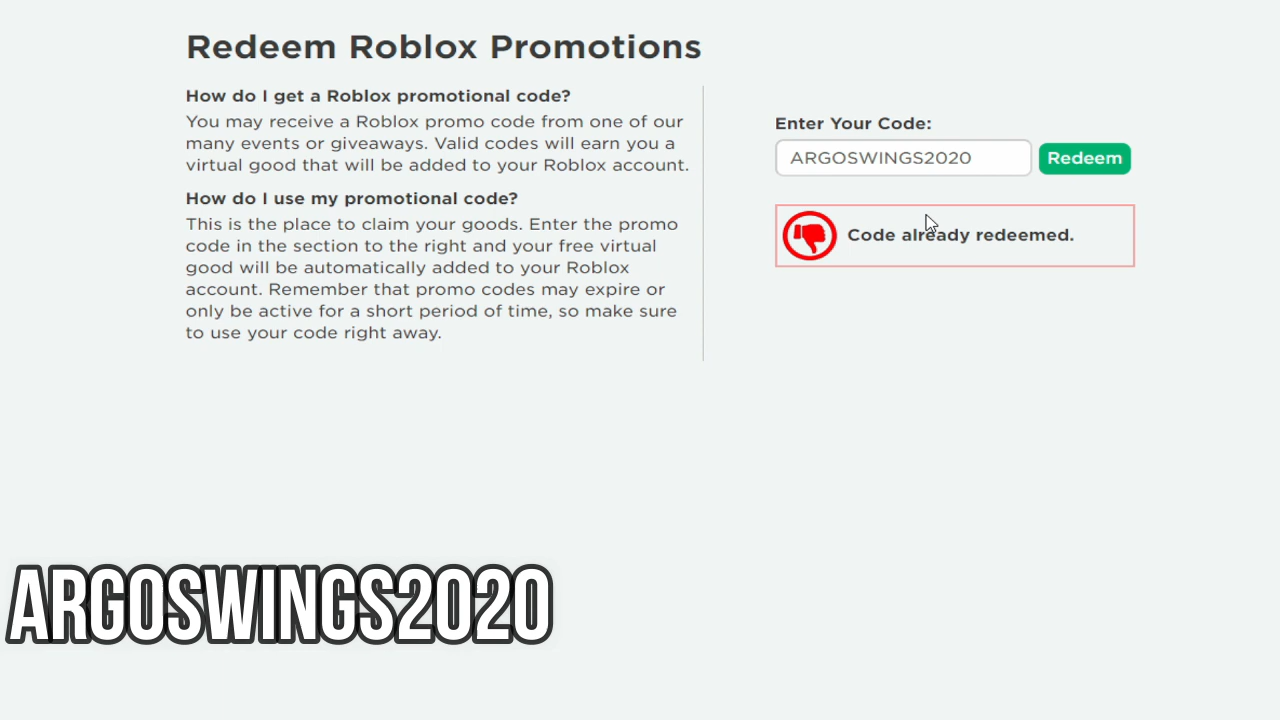 Redeem Roblox Promotions
How do I get a Roblox promotional code?
You may receive a Roblox promo code from one of our
many events or giveaways. Valid codes will earn you a
virtual good that will be added to your Roblox account.
How do I use my promotional code?
This is the place to claim your goods. Enter the promo
code in the section to the right and your free virtual
good will be automatically added to your Roblox
account. Remember that promo codes may expire or
only be active for a short period of time, so make sure
to use your code right away.
Enter Your Code:
ARGOSWINGS2020 Redeem
Code already redeemed.
ARGOSWINGS2020